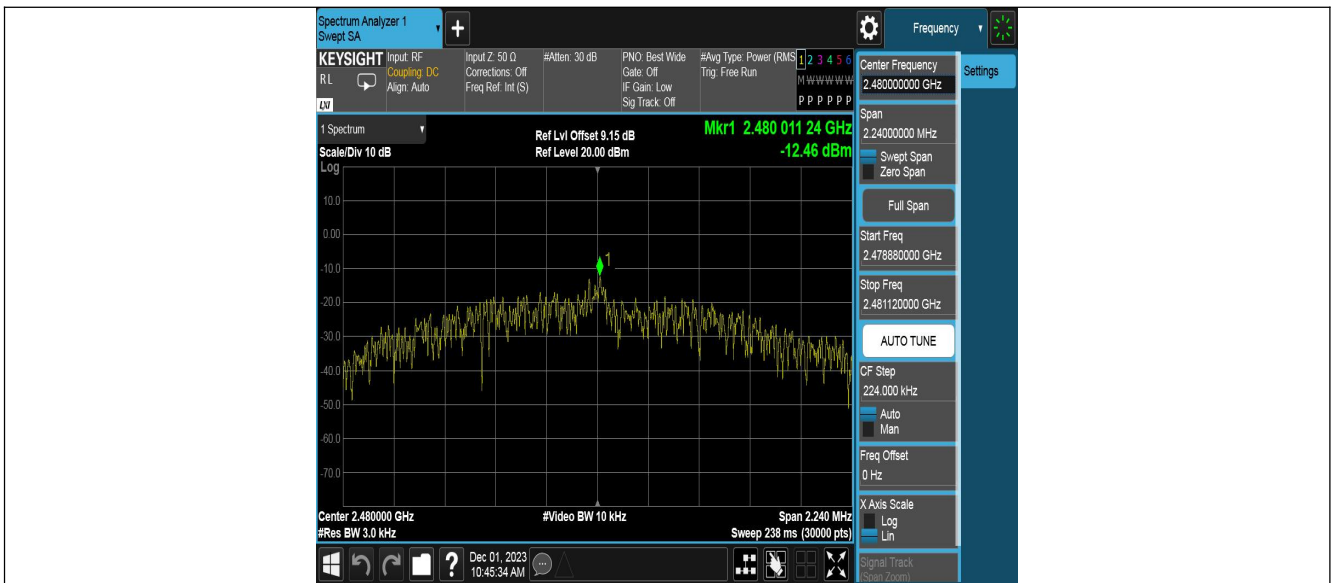 Spectrum Analyzer 1
Swept SA
+
Frequency
KEYSIGHT
RL
LXI
Input: RF
Coupling: DC
Align: Auto
Input Z: 50 Ω
Corrections: Off
Freq Ref: Int (S)
#Atten: 30 dB
PNO: Best Wide
Gate: Off
IF Gain: Low
Sig Track: Off
#Avg Type: Power (RMS
Trig: Free Run
1 2 3 4 5 6
M W W W W W
P P P P P P
1 Spectrum
Scale/Div 10 dB
Log
Ref Lvl Offset 9.15 dB
Ref Level 20.00 dBm
Mkr1 2.480 011 24 GHz
-12.46 dBm
10.0
0.00
-10.0
-20.0
-30.0
-40.0
-50.0
-60.0
-70.0
1
Center 2.480000 GHz
#Res BW 3.0 kHz
#Video BW 10 kHz
Span 2.240 MHz
Sweep 238 ms (30000 pts)
?
Dec 01, 2023
10:45:34 AM
Center Frequency
2.480000000 GHz
Settings
Span
2.24000000 MHz
Swept Span
Zero Span
Full Span
Start Freq
2.478880000 GHz
Stop Freq
2.481120000 GHz
AUTO TUNE
CF Step
224.000 kHz
Auto
Man
Freq Offset
0 Hz
X Axis Scale
Log
Lin
Signal Track
(Span Zoom)